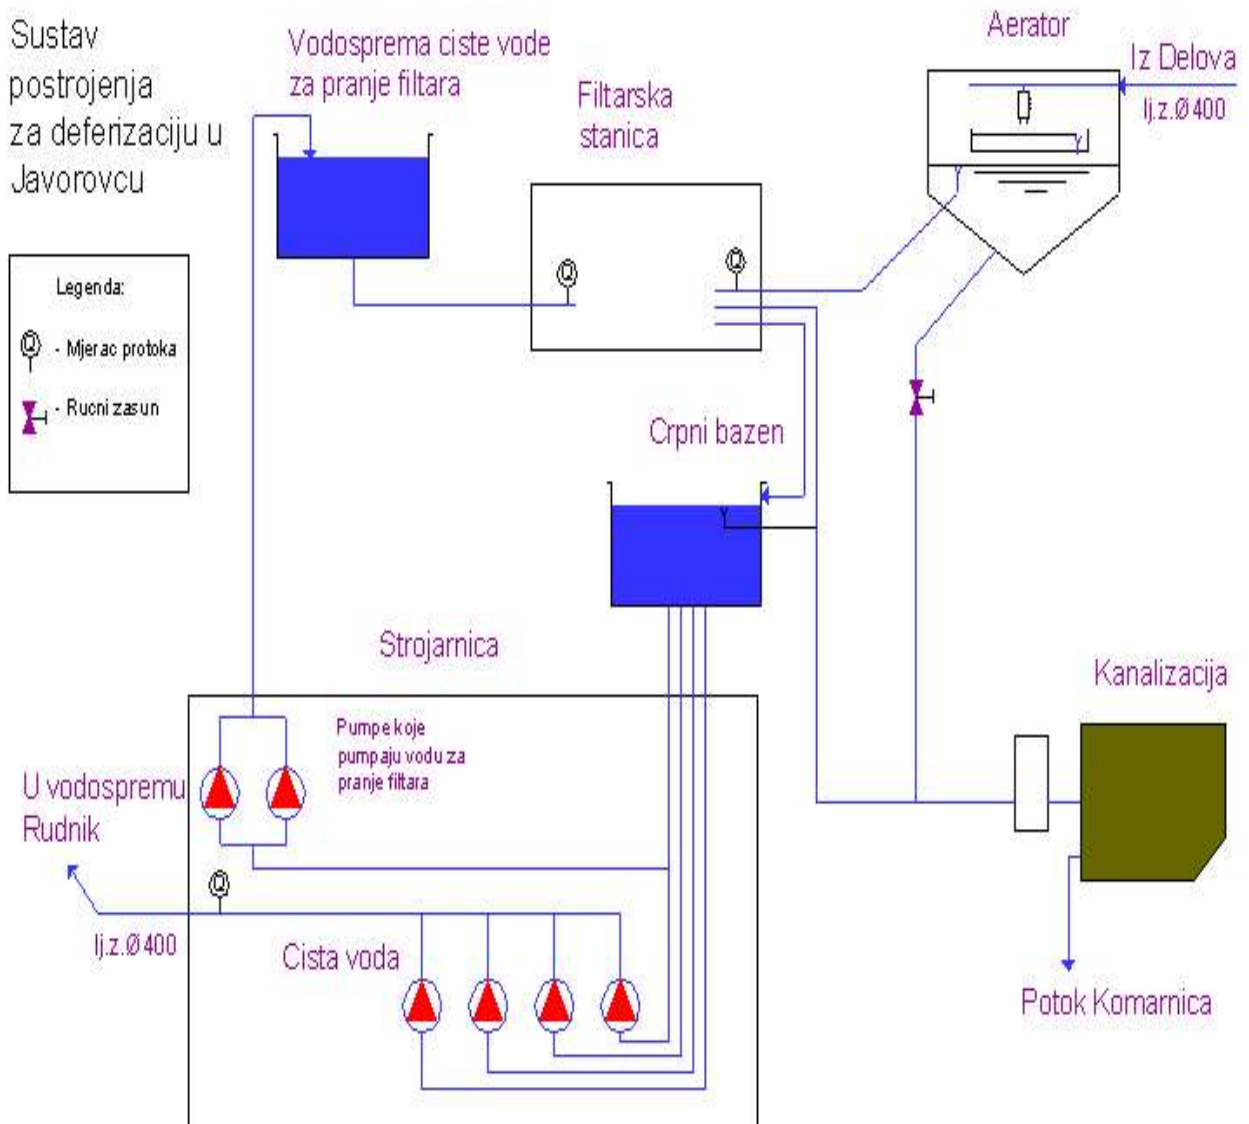 Sustav
postrojenja
za deferizaciju u
Javorovcu
Vodosprema ciste vode
za pranje filtara
Filtarska
stanica
Aerator
Iz Delova
lj.z.Ø400
Q
Q
Legenda:
Q - Mjerac protoka
- Rucni zasun
Crpni bazen
Strojarnica
Pumpe koje
pumpaju vodu za
pranje filtara
Kanalizacija
U vodospremu
Rudnik
Q
lj.z.Ø400
Cista voda
Potok Komarnica